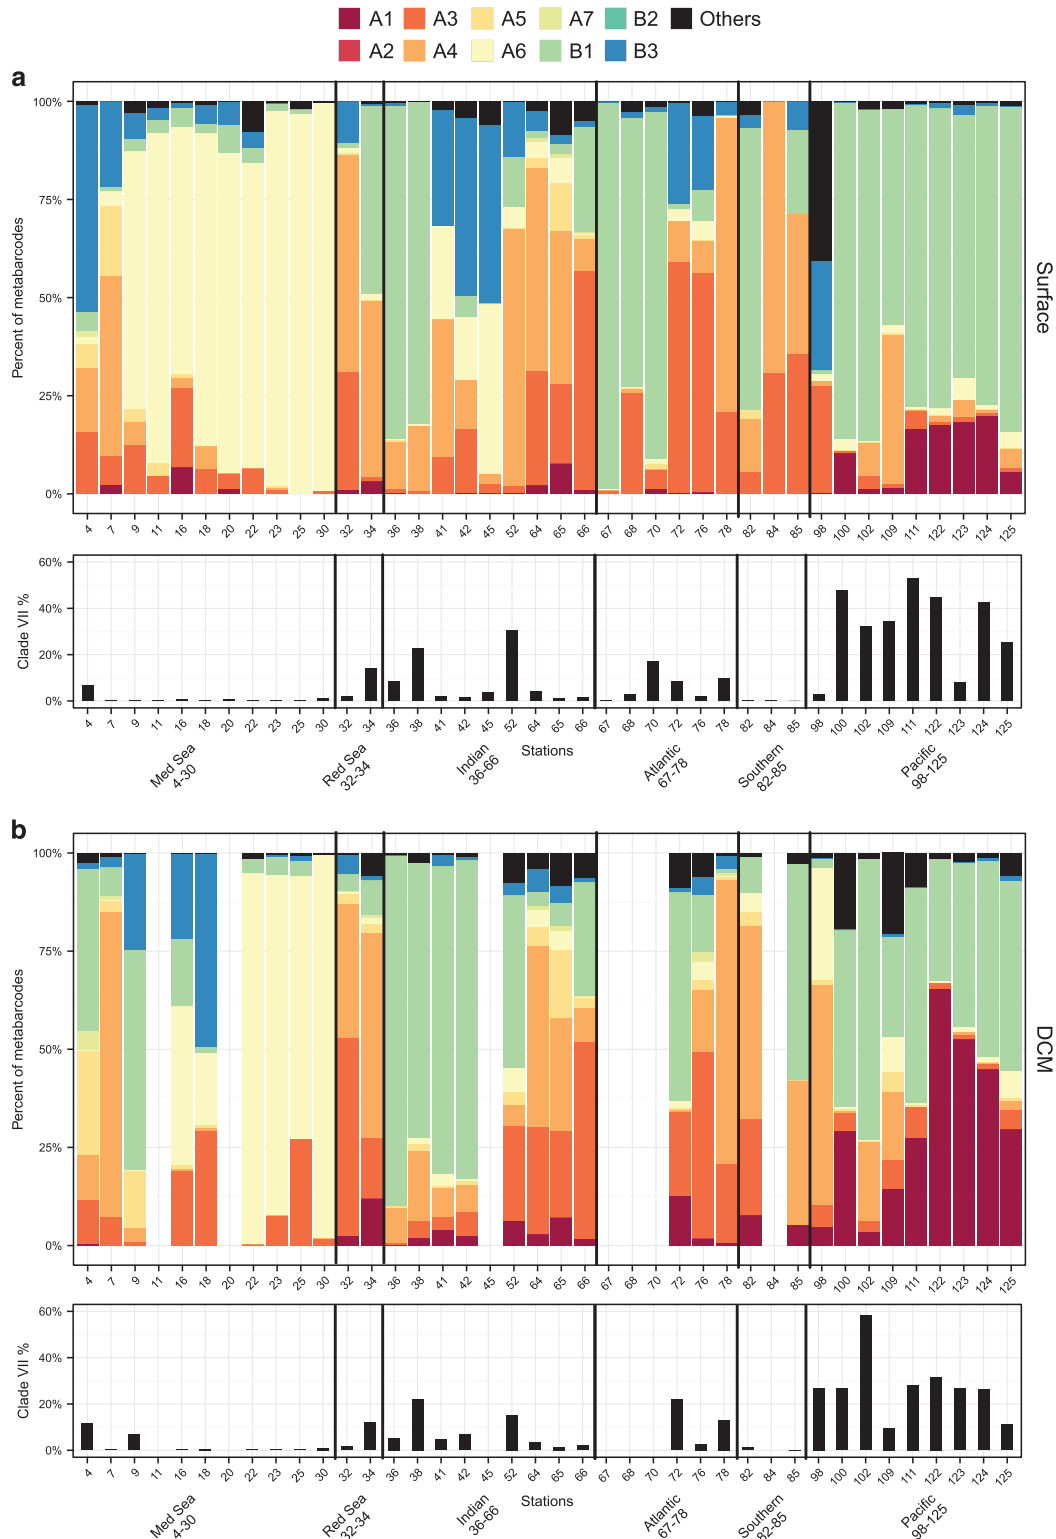 A1 A3 A5 A7 B2 Others
A2 A4 A6 B1 B3
a
100%
75%
50%
25%
0%
Percent of metabarcodes
Surface
4 7 9 11 16 18 20 22 23 25 30 32 34 36 38 41 42 45 52 64 65 66 67 68 70 72 76 78 82 84 85 98 100 102 109 111 122 123 124 125
60%
40%
20%
0%
Clade VII %
4 7 9 11 16 18 20 22 23 25 30 32 34 36 38 41 42 45 52 64 65 66 67 68 70 72 76 78 82 84 85 98 100 102 109 111 122 123 124 125
Med Sea
4-30
Red Sea
32-34
Indian
36-66
Stations
Atlantic
67-78
Southern
82-85
Pacific
98-125
b
100%
75%
50%
25%
0%
Percent of metabarcodes
DCM
4 7 9 11 16 18 20 22 23 25 30 32 34 36 38 41 42 45 52 64 65 66 67 68 70 72 76 78 82 84 85 98 100 102 109 111 122 123 124 125
60%
40%
20%
0%
Clade VII %
4 7 9 11 16 18 20 22 23 25 30 32 34 36 38 41 42 45 52 64 65 66 67 68 70 72 76 78 82 84 85 98 100 102 109 111 122 123 124 125
Med Sea
4-30
Red Sea
32-34
Indian
36-66
Stations
Atlantic
67-78
Southern
82-85
Pacific
98-125